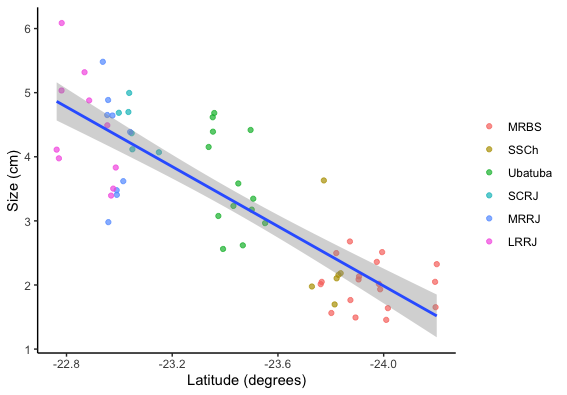 6
5
4
3
2
1
Size (cm)
-22.8 -23.2 -23.6 -24.0
Latitude (degrees)
MRBS
SSCh
Ubatuba
SCRJ
MRRJ
LRRJ